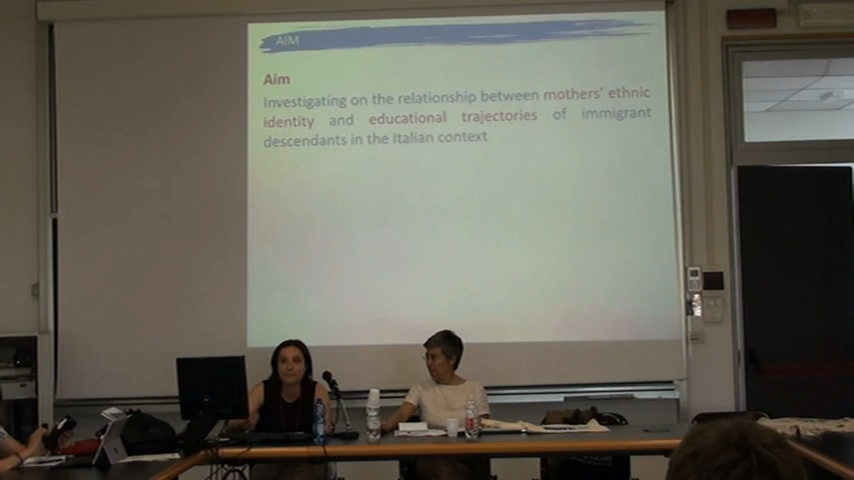 AIM
Aim
Investigating on the relationship between mothers' ethnic
identity and educational trajectories of immigrant
descendants in the Italian context